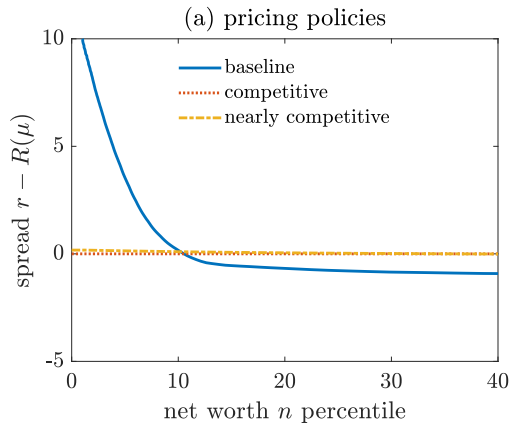 (a) pricing policies
10
5
0
-5
spread r − R(μ)
baseline
competitive
nearly competitive
0
10
20
30
40
net worth n percentile